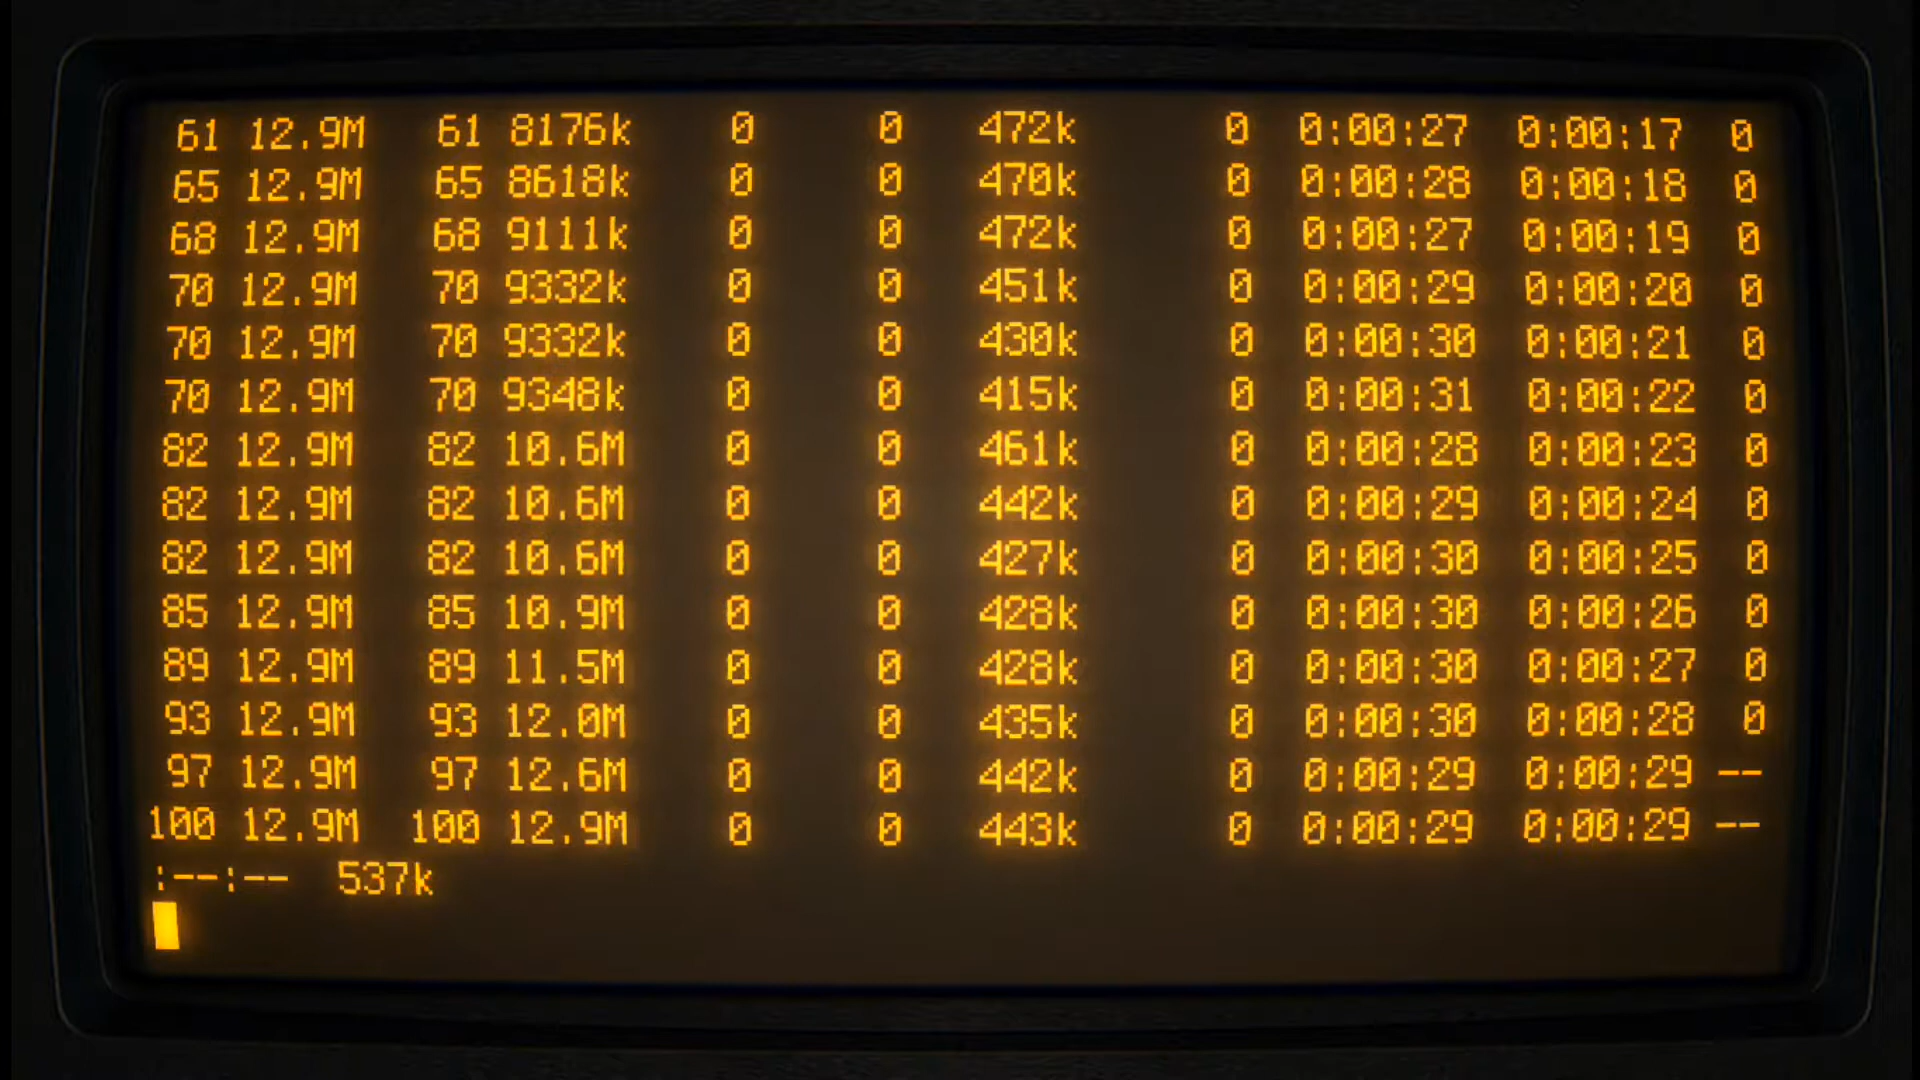 61 12.9M 61 8176k 0 0 472k 0 0:00:27 0:00:17 0
65 12.9M 65 8618k 0 0 470k 0 0:00:28 0:00:18 0
68 12.9M 68 9111k 0 0 472k 0 0:00:27 0:00:19 0
70 12.9M 70 9332k 0 0 451k 0 0:00:29 0:00:20 0
70 12.9M 70 9332k 0 0 430k 0 0:00:30 0:00:21 0
70 12.9M 70 9348k 0 0 415k 0 0:00:31 0:00:22 0
82 12.9M 82 10.6M 0 0 461k 0 0:00:28 0:00:23 0
82 12.9M 82 10.6M 0 0 442k 0 0:00:29 0:00:24 0
82 12.9M 82 10.6M 0 0 427k 0 0:00:30 0:00:25 0
85 12.9M 85 10.9M 0 0 428k 0 0:00:30 0:00:26 0
89 12.9M 89 11.5M 0 0 428k 0 0:00:30 0:00:27 0
93 12.9M 93 12.0M 0 0 435k 0 0:00:30 0:00:28 0
97 12.9M 97 12.6M 0 0 442k 0 0:00:29 0:00:29 --
100 12.9M 100 12.9M 0 0 443k 0 0:00:29 0:00:29 --
:--:-- 537k